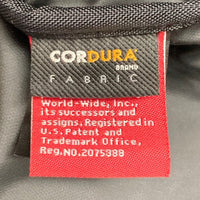 CORDURA®
BRAND
FABRIC
World-Wide, Inc.,
its successors and
assigns. Registered in
U.S. Patent and
Trademark Office,
Reg.NO.2075388